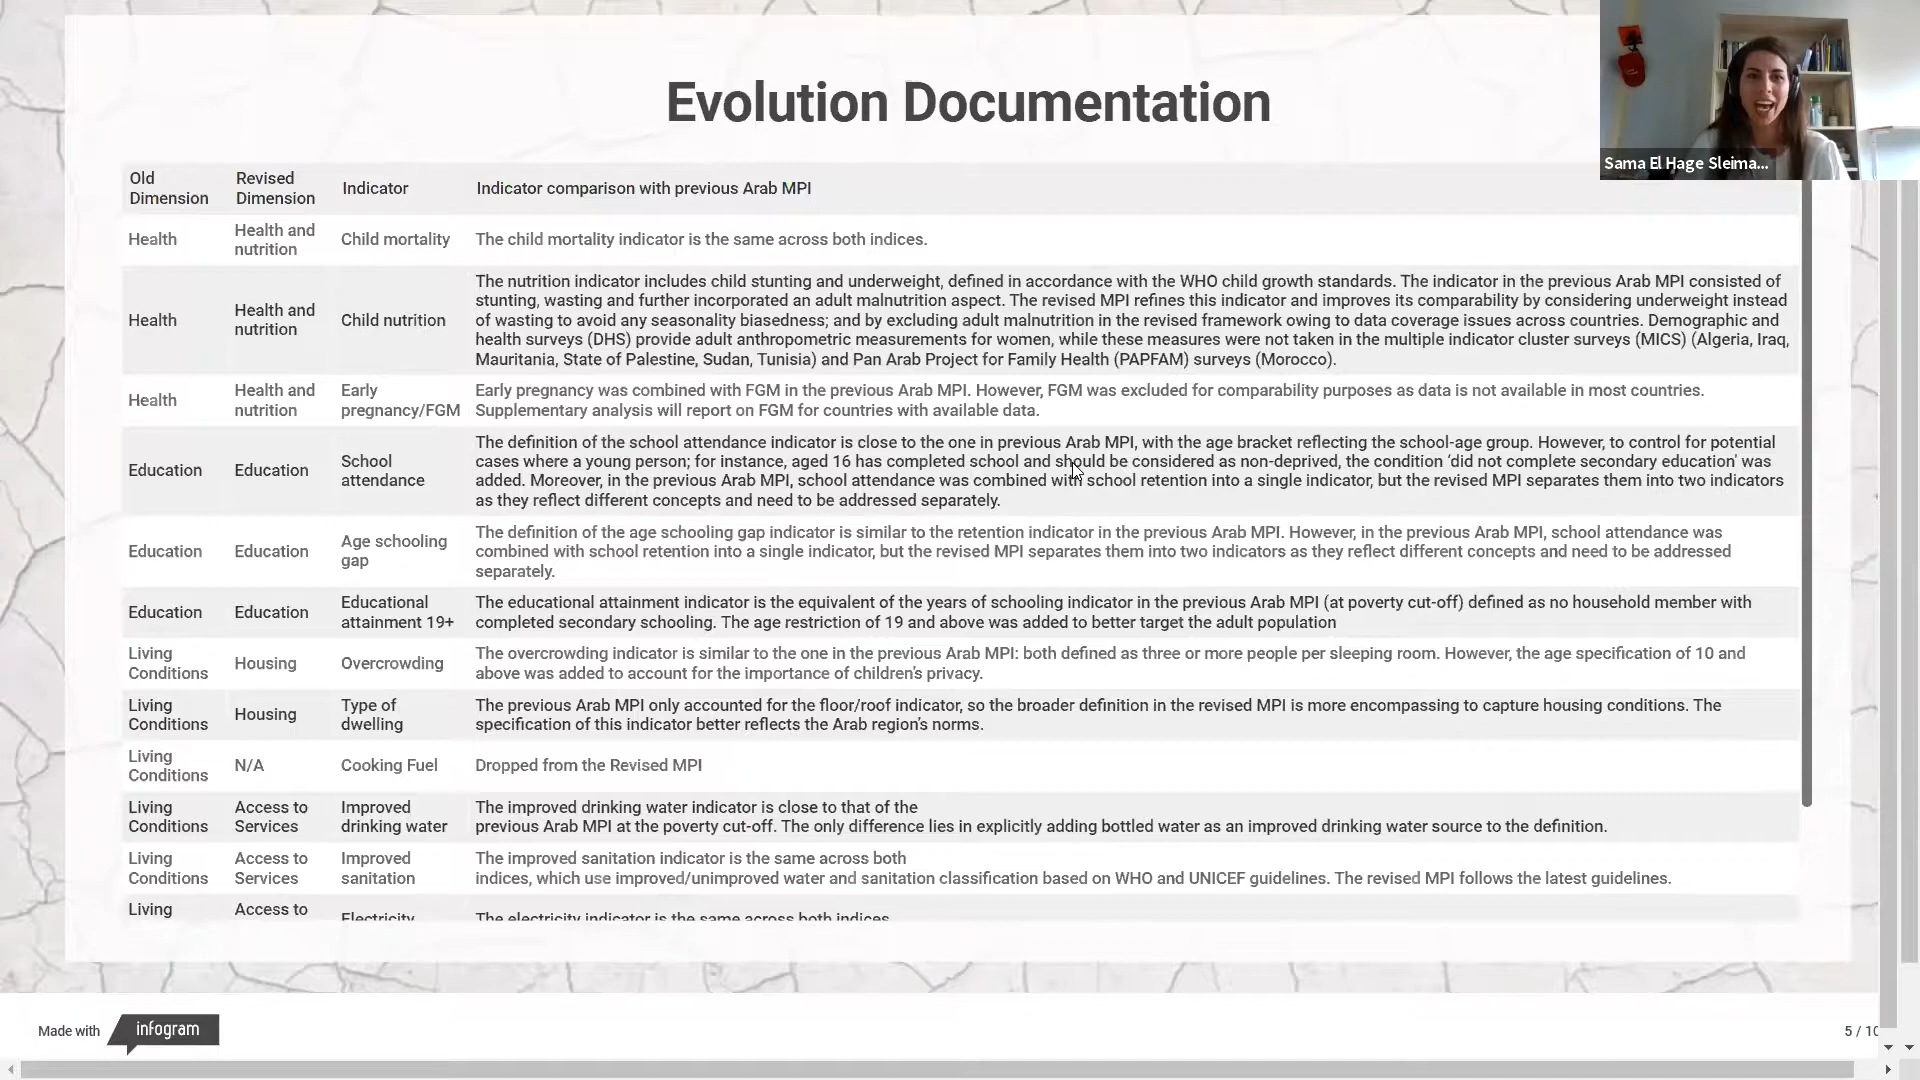 Evolution Documentation
Sama El Hage Sleima...
Old
Dimension
Revised
Dimension
Indicator
Indicator comparison with previous Arab MPI
Health
Health and
nutrition
Child mortality
The child mortality indicator is the same across both indices.
Health
Health and
nutrition
Child nutrition
The nutrition indicator includes child stunting and underweight, defined in accordance with the WHO child growth standards. The indicator in the previous Arab MPI consisted of
stunting, wasting and further incorporated an adult malnutrition aspect. The revised MPI refines this indicator and improves its comparability by considering underweight instead
of wasting to avoid any seasonality biasedness; and by excluding adult malnutrition in the revised framework owing to data coverage issues across countries. Demographic and
health surveys (DHS) provide adult anthropometric measurements for women, while these measures were not taken in the multiple indicator cluster surveys (MICS) (Algeria, Iraq,
Mauritania, State of Palestine, Sudan, Tunisia) and Pan Arab Project for Family Health (PAPFAM) surveys (Morocco).
Health
Health and
nutrition
Early
pregnancy/FGM
Early pregnancy was combined with FGM in the previous Arab MPI. However, FGM was excluded for comparability purposes as data is not available in most countries.
Supplementary analysis will report on FGM for countries with available data.
Education
Education
School
attendance
The definition of the school attendance indicator is close to the one in previous Arab MPI, with the age bracket reflecting the school-age group. However, to control for potential
cases where a young person; for instance, aged 16 has completed school and should be considered as non-deprived, the condition ‘did not complete secondary education' was
added. Moreover, in the previous Arab MPI, school attendance was combined with school retention into a single indicator, but the revised MPI separates them into two indicators
as they reflect different concepts and need to be addressed separately.
Education
Education
Age schooling
gap
The definition of the age schooling gap indicator is similar to the retention indicator in the previous Arab MPI. However, in the previous Arab MPI, school attendance was
combined with school retention into a single indicator, but the revised MPI separates them into two indicators as they reflect different concepts and need to be addressed
separately.
Education
Education
Educational
attainment 19+
The educational attainment indicator is the equivalent of the years of schooling indicator in the previous Arab MPI (at poverty cut-off) defined as no household member with
completed secondary schooling. The age restriction of 19 and above was added to better target the adult population
Living
Conditions
Housing
Overcrowding
The overcrowding indicator is similar to the one in the previous Arab MPI: both defined as three or more people per sleeping room. However, the age specification of 10 and
above was added to account for the importance of children’s privacy.
Living
Conditions
Housing
Type of
dwelling
The previous Arab MPI only accounted for the floor/roof indicator, so the broader definition in the revised MPI is more encompassing to capture housing conditions. The
specification of this indicator better reflects the Arab region’s norms.
Living
Conditions
N/A
Cooking Fuel
Dropped from the Revised MPI
Living
Conditions
Access to
Services
Improved
drinking water
The improved drinking water indicator is close to that of the
previous Arab MPI at the poverty cut-off. The only difference lies in explicitly adding bottled water as an improved drinking water source to the definition.
Living
Conditions
Access to
Services
Improved
sanitation
The improved sanitation indicator is the same across both
indices, which use improved/unimproved water and sanitation classification based on WHO and UNICEF guidelines. The revised MPI follows the latest guidelines.
Living
Access to
Electricity
The electricity indicator is the same across both indices
Made with
infogram
5 / 10